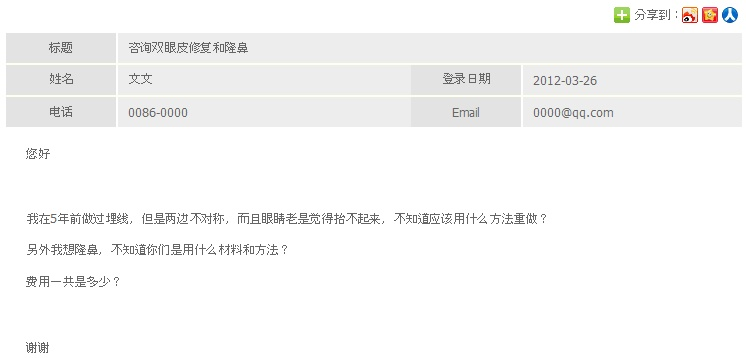 分享到：
标题 咨询双眼皮修复和隆鼻
姓名 文文 登录日期 2012-03-26
电话 0086-0000 Email 0000@qq.com
您好
我在5年前做过埋线，但是两边不对称，而且眼睛老是觉得抬不起来，不知道应该用什么方法重做？
另外我想隆鼻，不知道你们是用什么材料和方法？
费用一共是多少？
谢谢